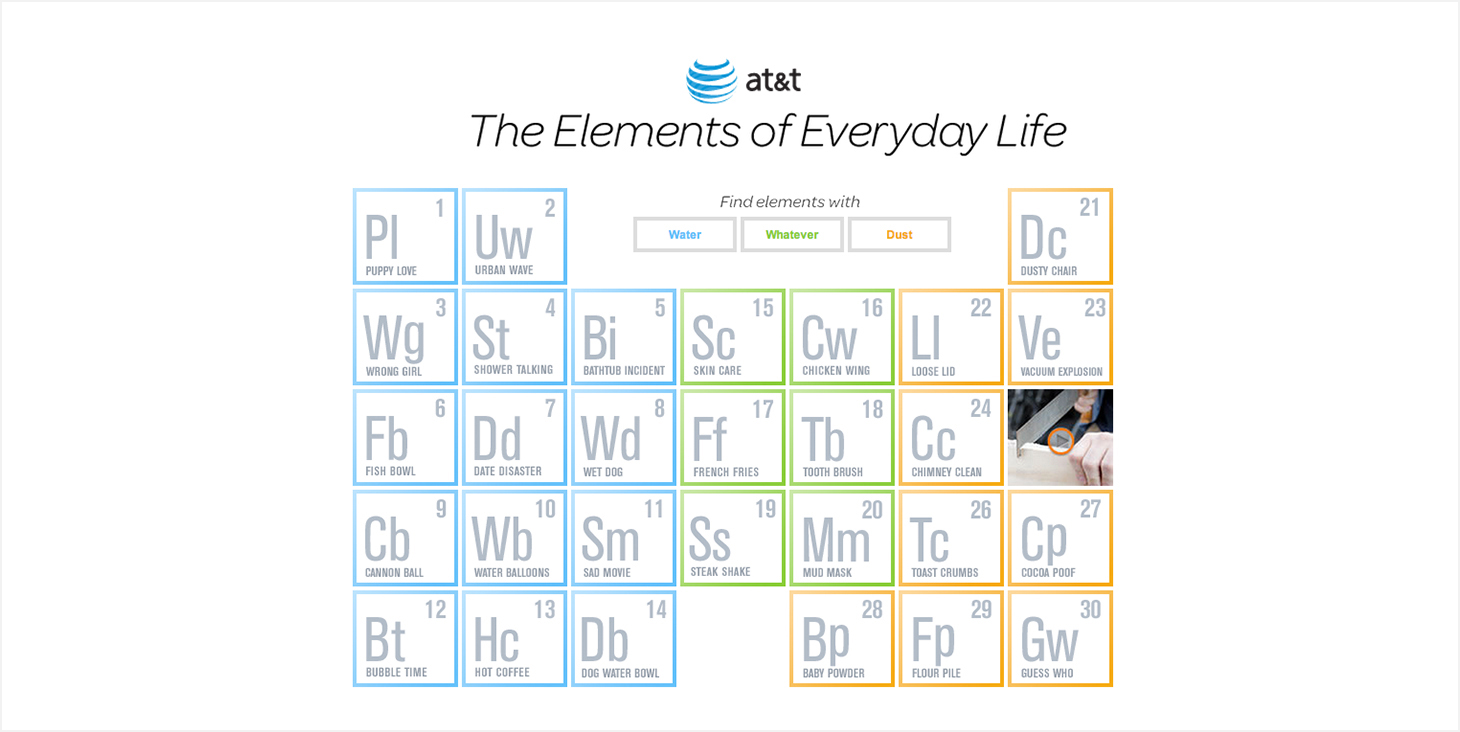 at&t
The Elements of Everyday Life
Find elements with
Water
Whatever
Dust
1
Pl
PUPPY LOVE
2
Uw
URBAN WAVE
21
Dc
DUSTY CHAIR
3
Wg
WRONG GIRL
4
St
SHOWER TALKING
5
Bi
BATHTUB INCIDENT
15
Sc
SKIN CARE
16
Cw
CHICKEN WING
22
Ll
LOOSE LID
23
Ve
VACUUM EXPLOSION
6
Fb
FISH BOWL
7
Dd
DATE DISASTER
8
Wd
WET DOG
17
Ff
FRENCH FRIES
18
Tb
TOOTH BRUSH
24
Cc
CHIMNEY CLEAN
9
Cb
CANNON BALL
10
Wb
WATER BALLOONS
11
Sm
SAD MOVIE
19
Ss
STEAK SHAKE
20
Mm
MUD MASK
26
Tc
TOAST CRUMBS
27
Cp
COCOA POOF
12
Bt
BUBBLE TIME
13
Hc
HOT COFFEE
14
Db
DOG WATER BOWL
28
Bp
BABY POWDER
29
Fp
FLOUR PILE
30
Gw
GUESS WHO